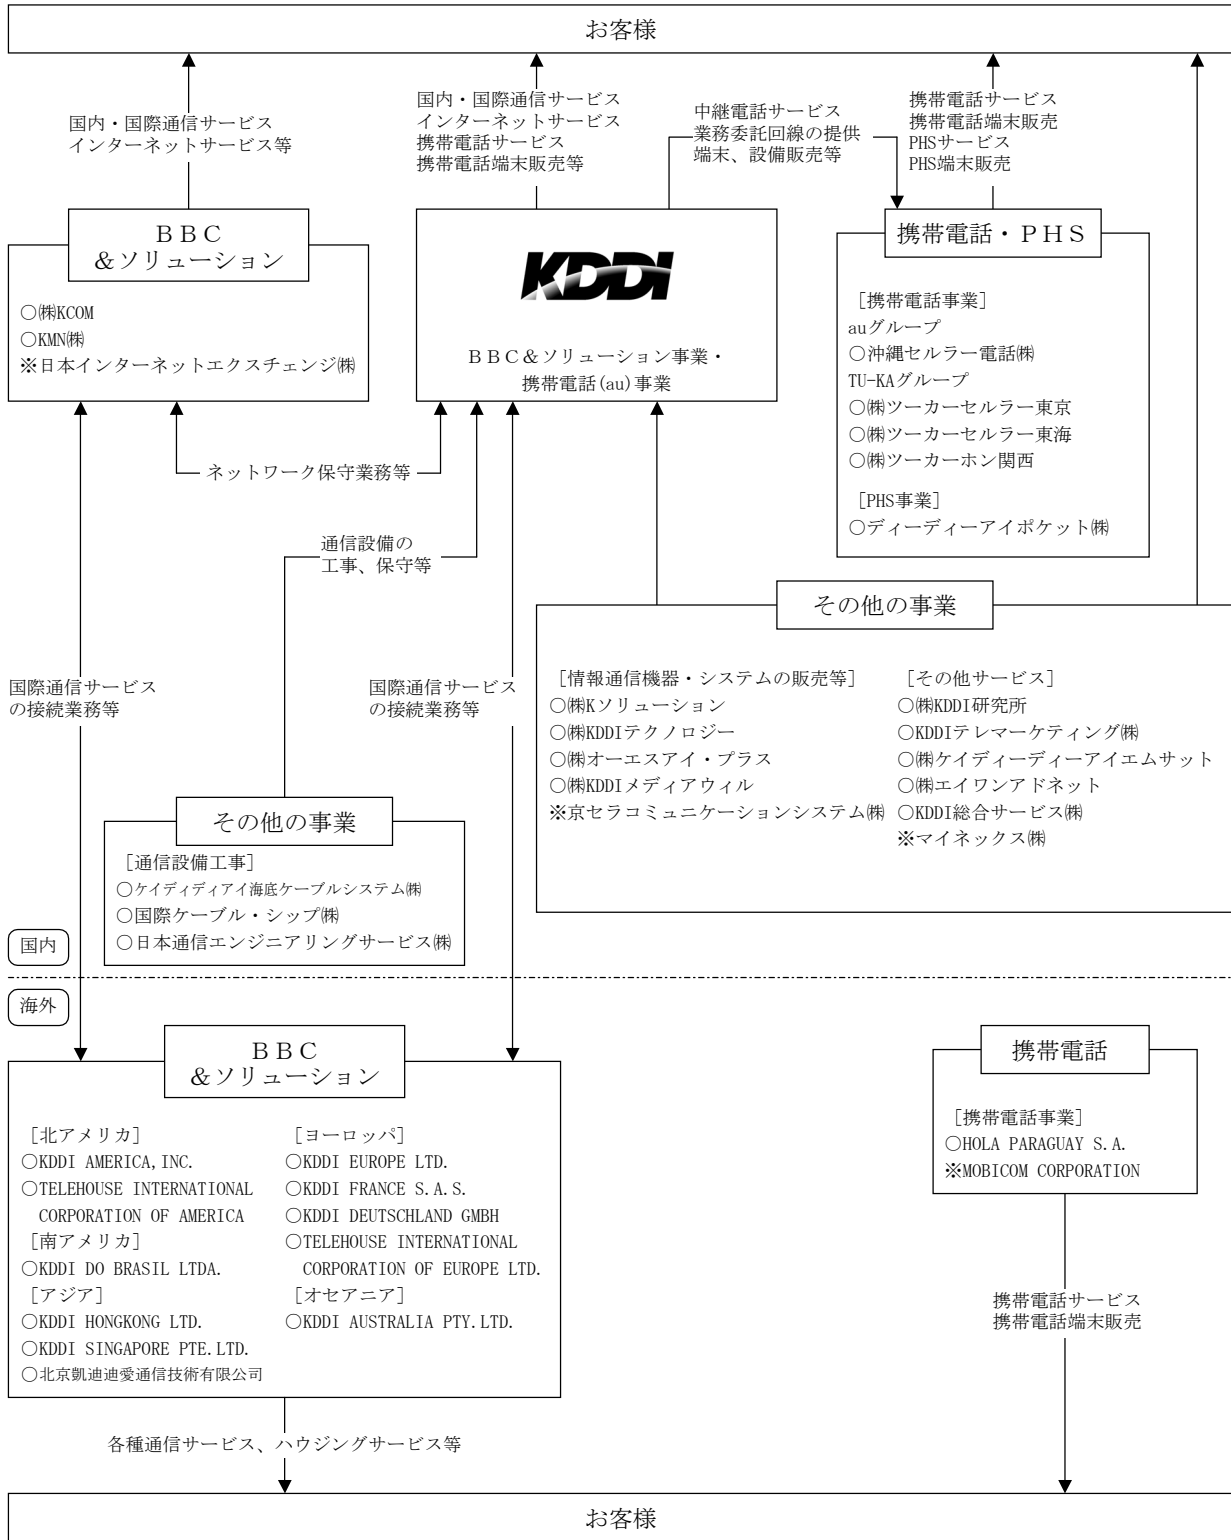 お客様
国内・国際通信サービス
インターネットサービス等
国内・国際通信サービス
インターネットサービス
携帯電話サービス
携帯電話端末販売等
中継電話サービス
業務委託回線の提供
端末、設備販売等
携帯電話サービス
携帯電話端末販売
PHSサービス
PHS端末販売
ＢＢＣ
＆ソリューション
○㈱KCOM
○KMN㈱
※日本インターネットエクスチェンジ㈱
KDDI
ＢＢＣ＆ソリューション事業・
携帯電話(au)事業
携帯電話・ＰＨＳ
［携帯電話事業］
auグループ
○沖縄セルラー電話㈱
TU-KAグループ
○㈱ツーカーセルラー東京
○㈱ツーカーセルラー東海
○㈱ツーカーホン関西
［PHS事業］
○ディーディーアイポケット㈱
ネットワーク保守業務等
通信設備の
工事、保守等
国際通信サービス
の接続業務等
国際通信サービス
の接続業務等
その他の事業
［情報通信機器・システムの販売等］
○㈱Kソリューション
○㈱KDDIテクノロジー
○㈱オーエスアイ・プラス
○㈱KDDIメディアウィル
※京セラコミュニケーションシステム㈱
［その他サービス］
○㈱KDDI研究所
○KDDIテレマーケティング㈱
○㈱ケイディーディーアイエムサット
○㈱エイワンアドネット
○KDDI総合サービス㈱
※マイネックス㈱
その他の事業
［通信設備工事］
○ケイディディアイ海底ケーブルシステム㈱
○国際ケーブル・シップ㈱
○日本通信エンジニアリングサービス㈱
国内
海外
ＢＢＣ
＆ソリューション
［北アメリカ］
○KDDI AMERICA,INC.
○TELEHOUSE INTERNATIONAL
CORPORATION OF AMERICA
［南アメリカ］
○KDDI DO BRASIL LTDA.
［アジア］
○KDDI HONGKONG LTD.
○KDDI SINGAPORE PTE.LTD.
○北京凱迪迪愛通信技術有限公司
［ヨーロッパ］
○KDDI EUROPE LTD.
○KDDI FRANCE S.A.S.
○KDDI DEUTSCHLAND GMBH
○TELEHOUSE INTERNATIONAL
CORPORATION OF EUROPE LTD.
［オセアニア］
○KDDI AUSTRALIA PTY.LTD.
携帯電話
［携帯電話事業］
○HOLA PARAGUAY S.A.
※MOBICOM CORPORATION
携帯電話サービス
携帯電話端末販売
各種通信サービス、ハウジングサービス等
お客様